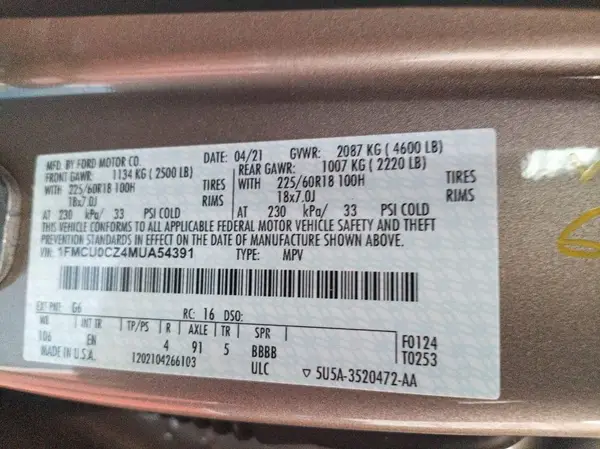 MFD. BY FORD MOTOR CO.
DATE: 04/21 GVWR: 2087 KG ( 4600 LB)
FRONT GAWR: 1134 KG ( 2500 LB)
REAR GAWR: 1007 KG ( 2220 LB)
WITH 225/60R18 100H TIRES
WITH 225/60R18 100H TIRES
18x7.0J RIMS
18x7.0J RIMS
AT 230 kPa/ 33 PSI COLD
AT 230 kPa/ 33 PSI COLD
THIS VEHICLE CONFORMS TO ALL APPLICABLE FEDERAL MOTOR VEHICLE SAFETY AND THEFT
PREVENTION STANDARDS IN EFFECT ON THE DATE OF MANUFACTURE SHOWN ABOVE.
VIN: 1FMCU0CZ4MUA54391 TYPE: MPV
EXT PNT: G6 RC: 16 DSO:
WB INT TR TP/PS R AXLE TR SPR
106 EN 4 91 5 BBBB
F0124
T0253
MADE IN U.S.A. 1202104266103 ULC
▽ 5U5A-3520472-AA